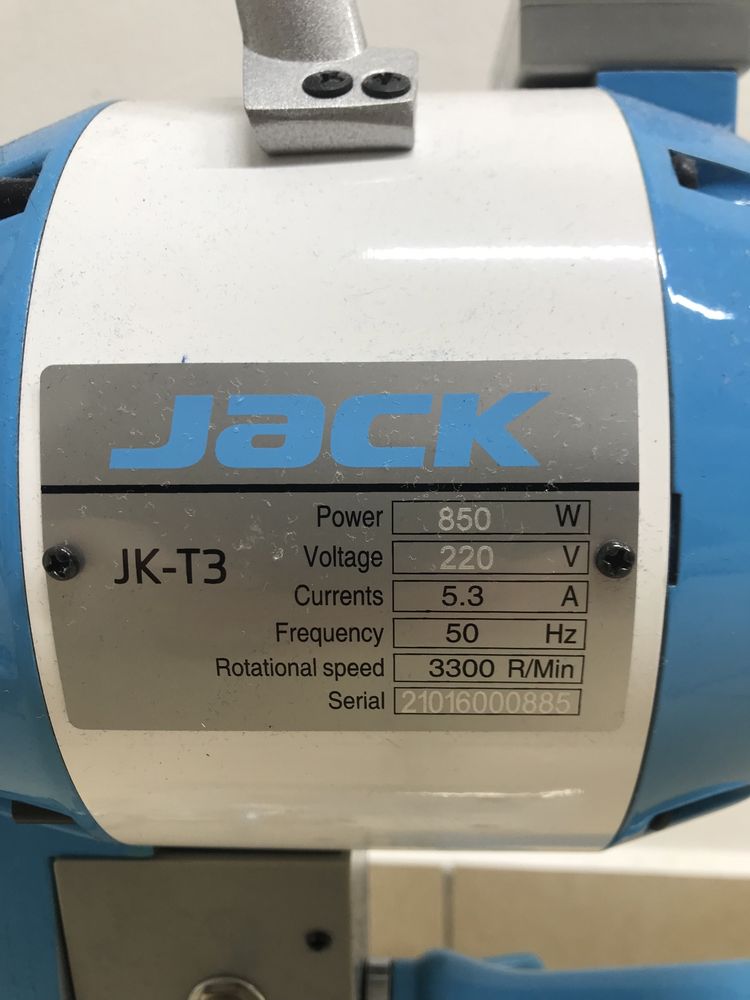 JACK
JK-T3
Power 850 W
Voltage 220 V
Currents 5.3 A
Frequency 50 Hz
Rotational speed 3300 R/Min
Serial 21016000885